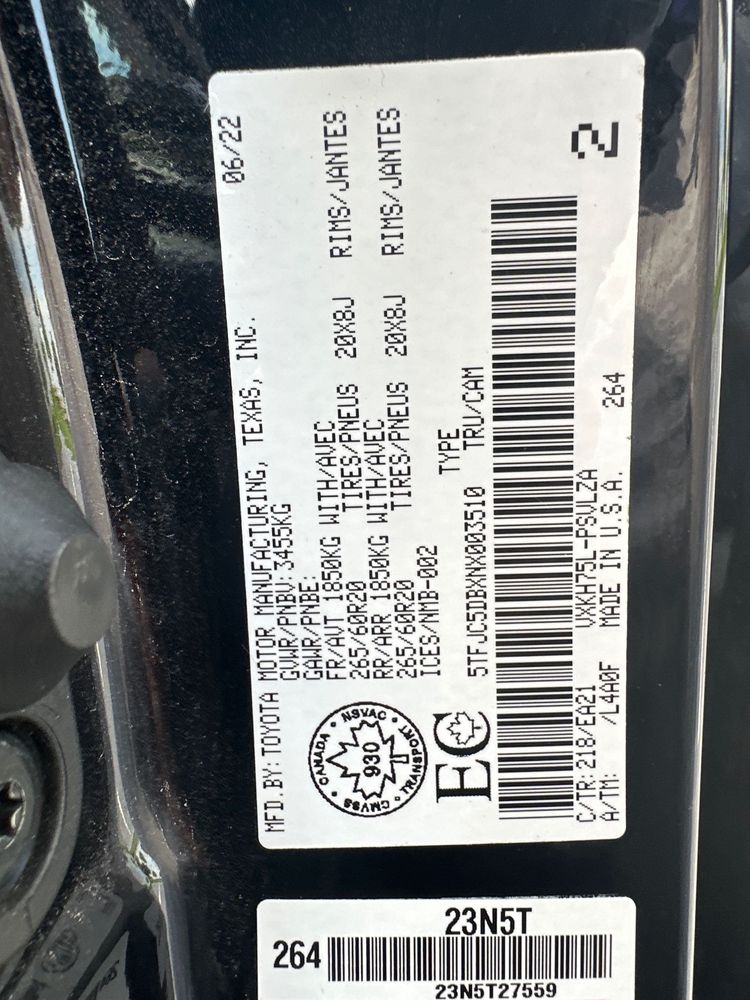 MFD.BY: TOYOTA MOTOR MANUFACTURING, TEXAS, INC. 06/22
GVWR/PNBV: 3455KG
GAWR/PNBE:
FR/AVT 1850KG WITH/AVEC
265/60R20 TIRES/PNEUS 20X8J RIMS/JANTES
RR/ARR 1850KG WITH/AVEC
265/60R20 TIRES/PNEUS 20X8J RIMS/JANTES
ICES/NMB-002
TYPE
5TFJC5DBXNX003510 TRU/CAM
CANADA • NSVAC • TRANSPORT • CMVSS
930
EC
2
C/TR: 218/EA21 VXKH75L-PSVLZA
A/TM: /L4A0F MADE IN U.S.A. 264
23N5T
264
23N5T27559